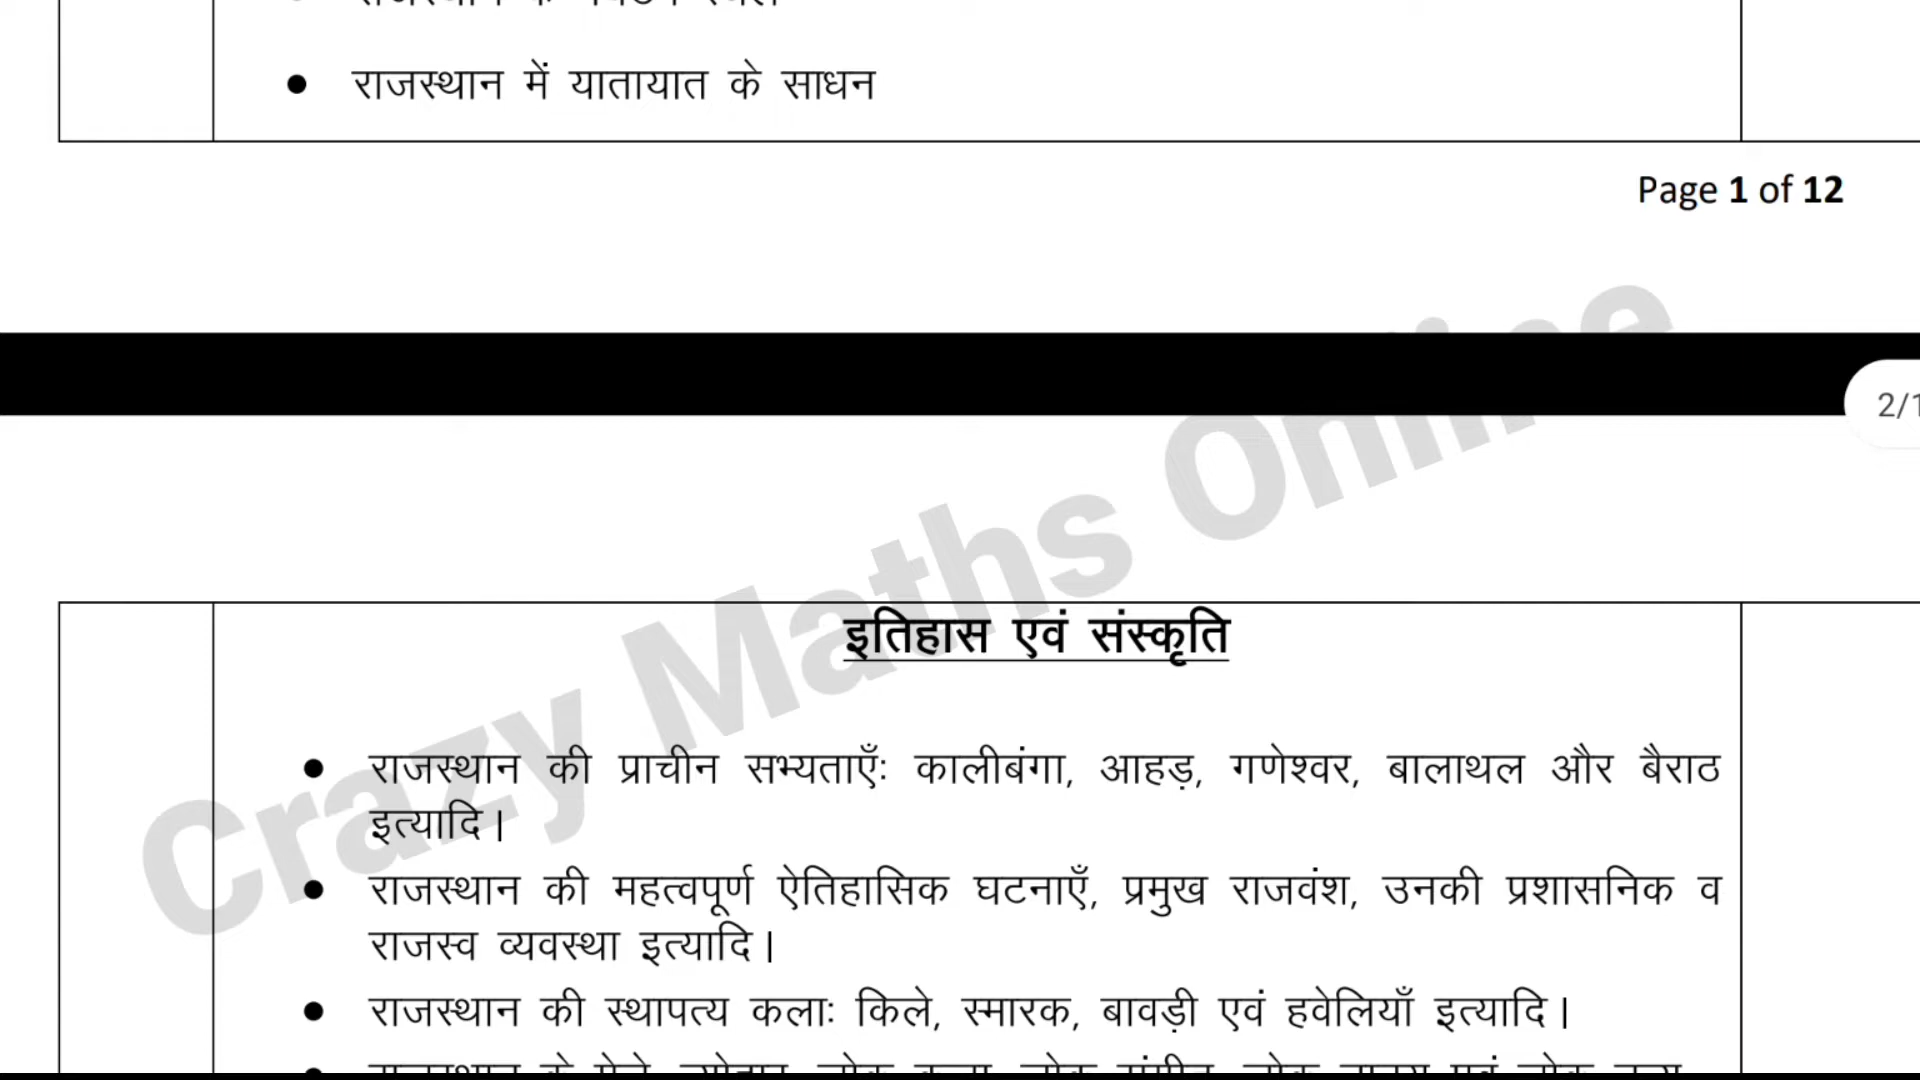 राजस्थान के
● राजस्थान में यातायात के साधन
Page 1 of 12
2/1
Crazy Maths Online
इतिहास एवं संस्कृति
● राजस्थान की प्राचीन सभ्यताएँः कालीबंगा, आहड़, गणेश्वर, बालाथल और बैराठ
इत्यादि।
● राजस्थान की महत्वपूर्ण ऐतिहासिक घटनाएँ, प्रमुख राजवंश, उनकी प्रशासनिक व
राजस्व व्यवस्था इत्यादि।
● राजस्थान की स्थापत्य कलाः किले, स्मारक, बावड़ी एवं हवेलियाँ इत्यादि।